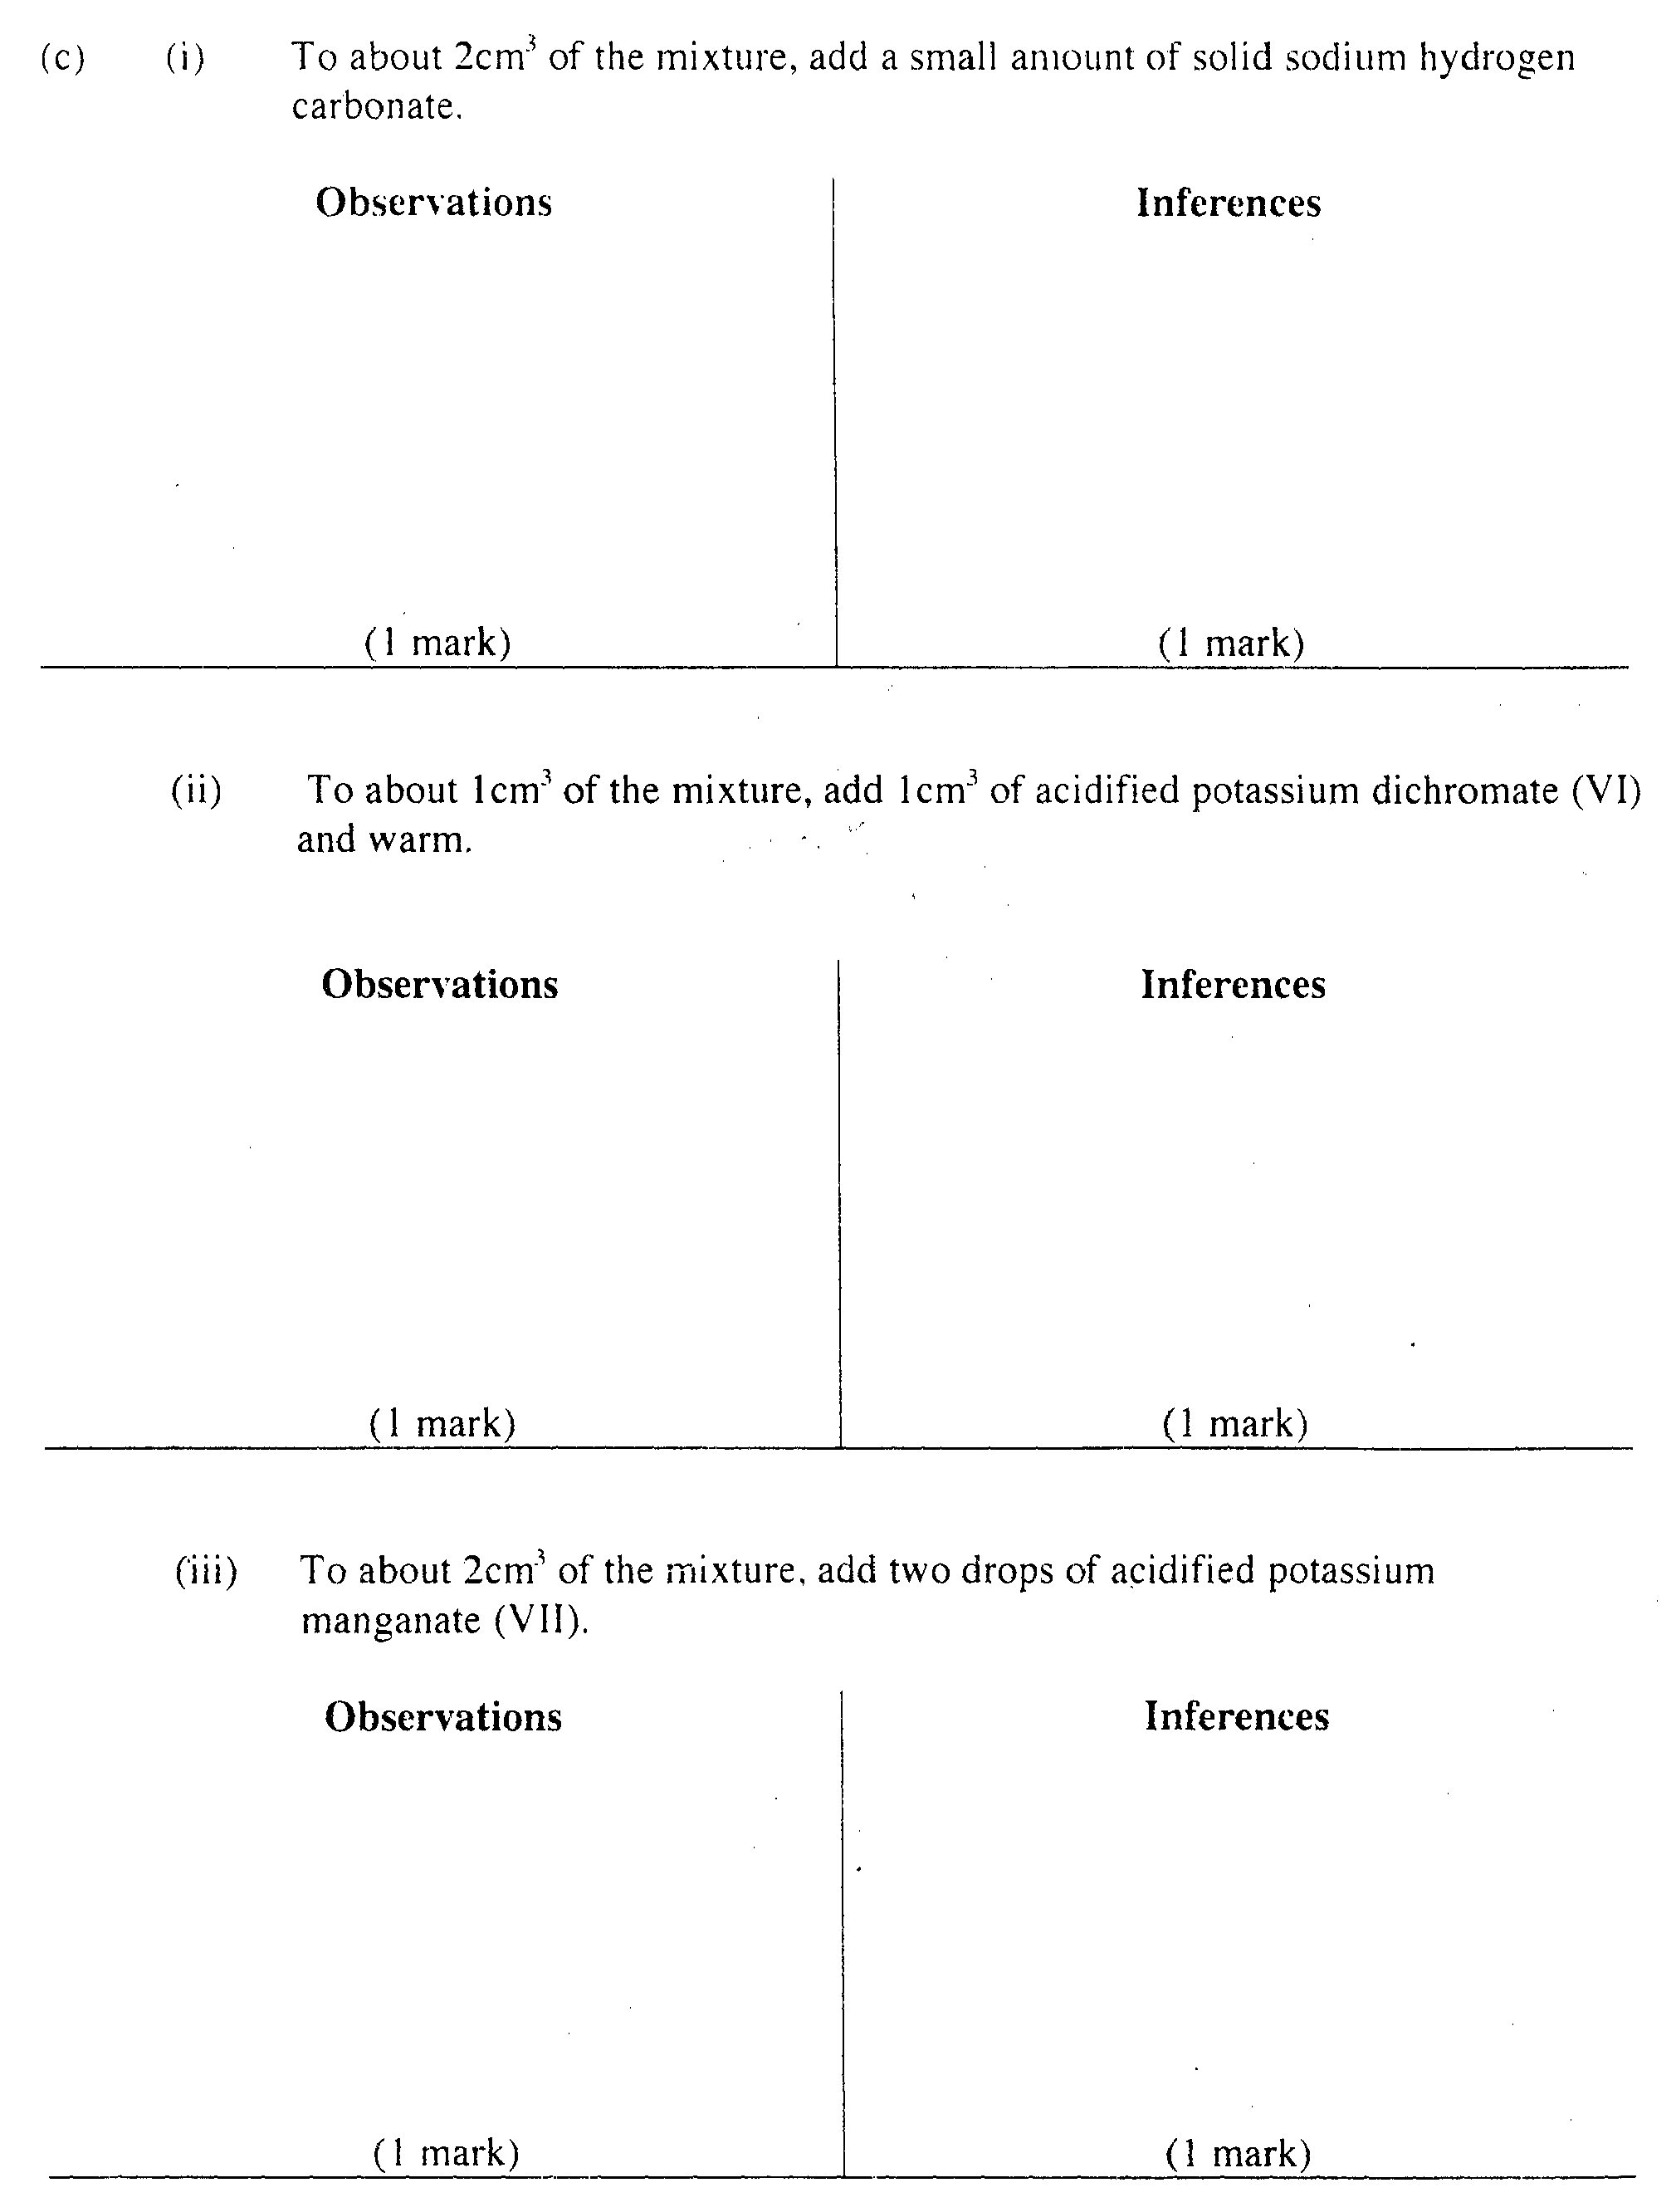 (c) (i) To about 2cm³ of the mixture, add a small amount of solid sodium hydrogen
carbonate.
Observations Inferences
(1 mark) (1 mark)
(ii) To about 1cm³ of the mixture, add 1cm³ of acidified potassium dichromate (VI)
and warm.
Observations Inferences
(1 mark) (1 mark)
(iii) To about 2cm³ of the mixture, add two drops of acidified potassium
manganate (VII).
Observations Inferences
(1 mark) (1 mark)